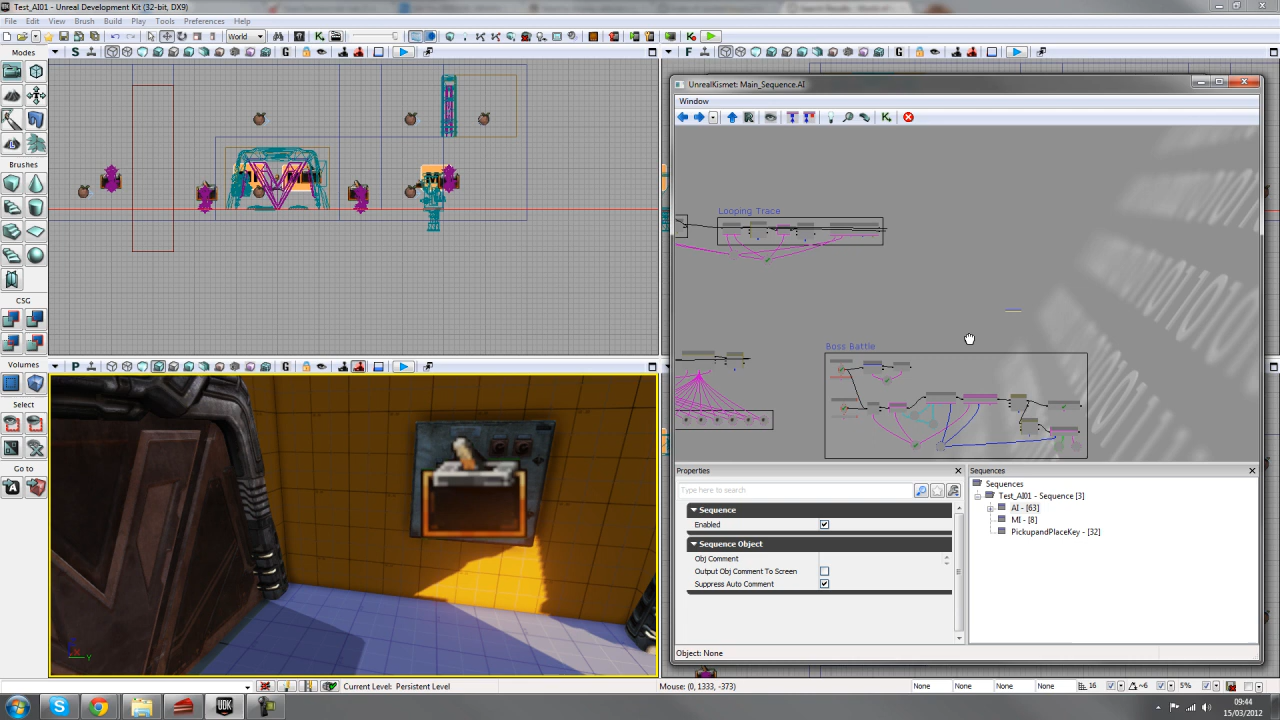 Test_AI01 - Unreal Development Kit (32-bit, DX9)
File Edit View Brush Build Play Tools Preferences Help
World
Modes
S
G
F
G
UnrealKismet: Main_Sequence.AI
Window
Looping Trace
Boss Battle
Brushes
CSG
Volumes
Select
Go to
P
G
Properties
Type here to search
Sequence
Enabled
Sequence Object
Obj Comment
Output Obj Comment To Screen
Suppress Auto Comment
Sequences
Sequences
Test_AI01 - Sequence [3]
AI - [63]
MI - [8]
PickupandPlaceKey - [32]
Object: None
Current Level: Persistent Level
Mouse: (0, 1333, -373)
None None None None 16 ~6 5%
UDK
09:44
15/03/2012